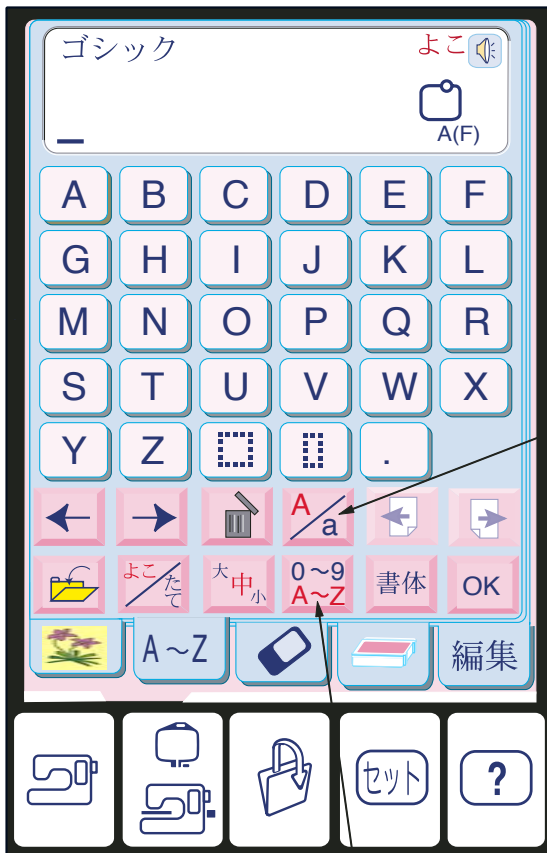 ゴシック よこ
A(F)
A B C D E F
G H I J K L
M N O P Q R
S T U V W X
Y Z .
A/a
よこ/たて 大中小 0～9 A～Z 書体 OK
A～Z 編集
セット ?